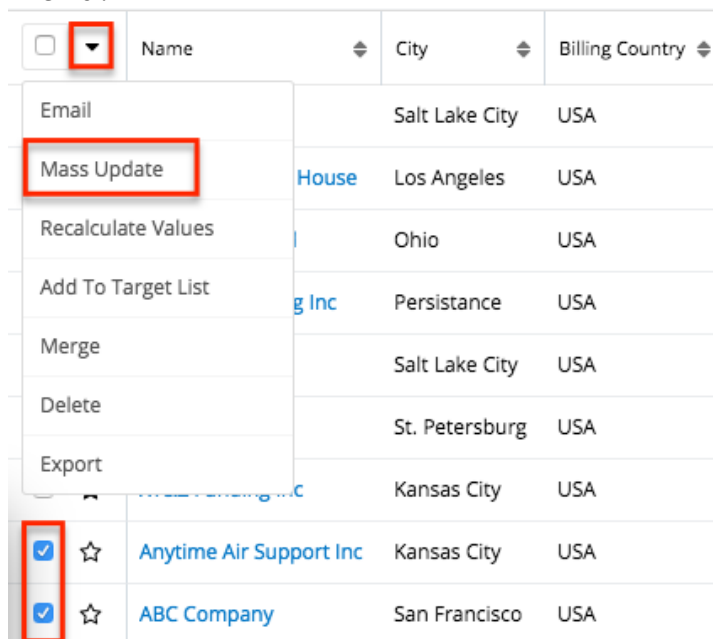 Name City Billing Country
Email Salt Lake City USA
Mass Update House Los Angeles USA
Recalculate Values Ohio USA
Add To Target List g Inc Persistance USA
Merge Salt Lake City USA
Delete St. Petersburg USA
Export
Kansas City USA
Anytime Air Support Inc Kansas City USA
ABC Company San Francisco USA